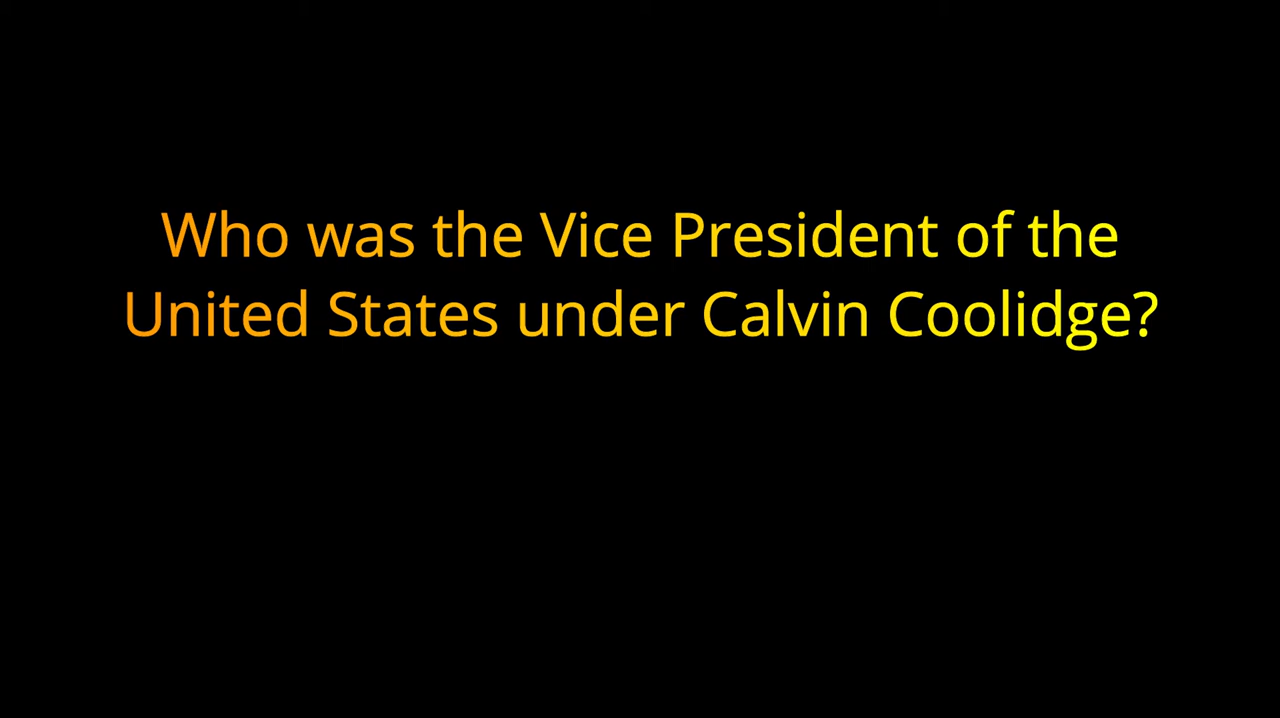 Who was the Vice President of the
United States under Calvin Coolidge?